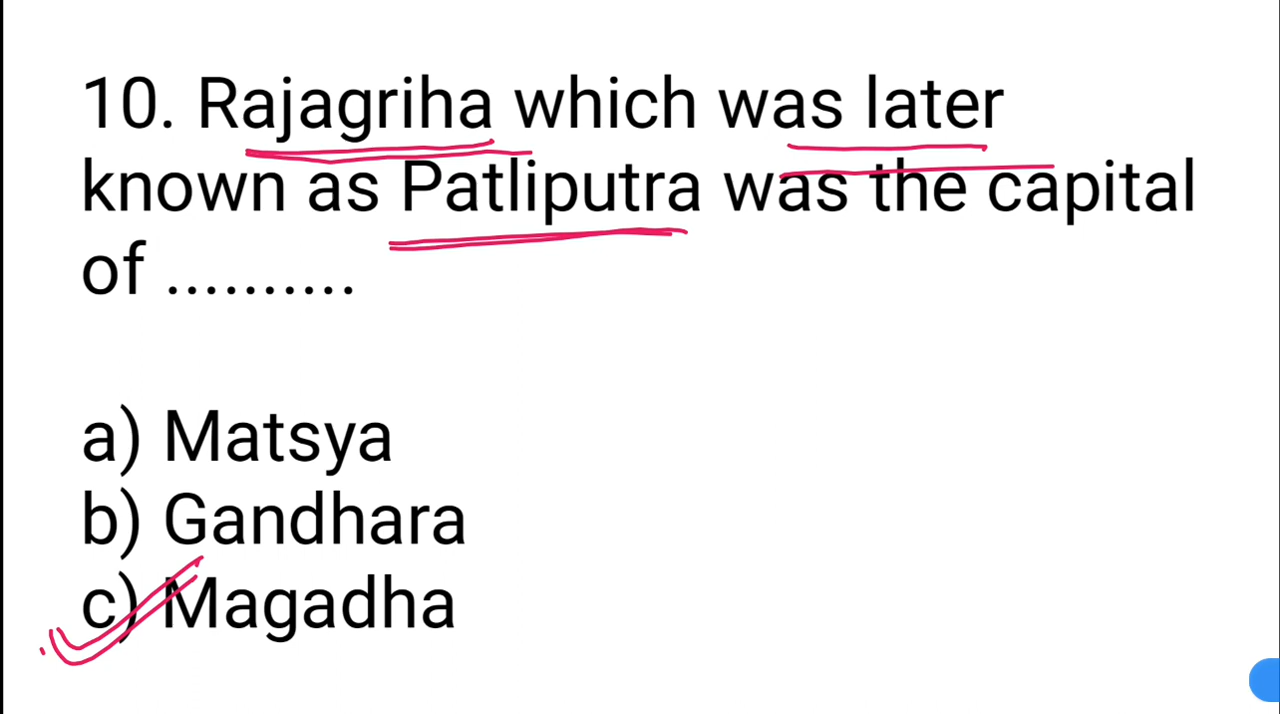 10. Rajagriha which was later
known as Patliputra was the capital
of ..........
a) Matsya
b) Gandhara
c) Magadha